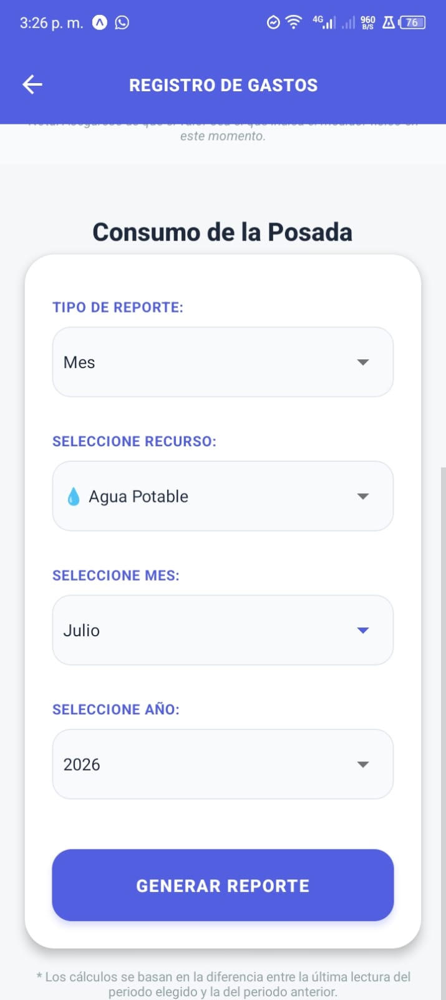 3:26 p. m.
4G
960
B/S
76
REGISTRO DE GASTOS
este momento.
Consumo de la Posada
TIPO DE REPORTE:
Mes
SELECCIONE RECURSO:
Agua Potable
SELECCIONE MES:
Julio
SELECCIONE AÑO:
2026
GENERAR REPORTE
* Los cálculos se basan en la diferencia entre la última lectura del
periodo elegido y la del periodo anterior.